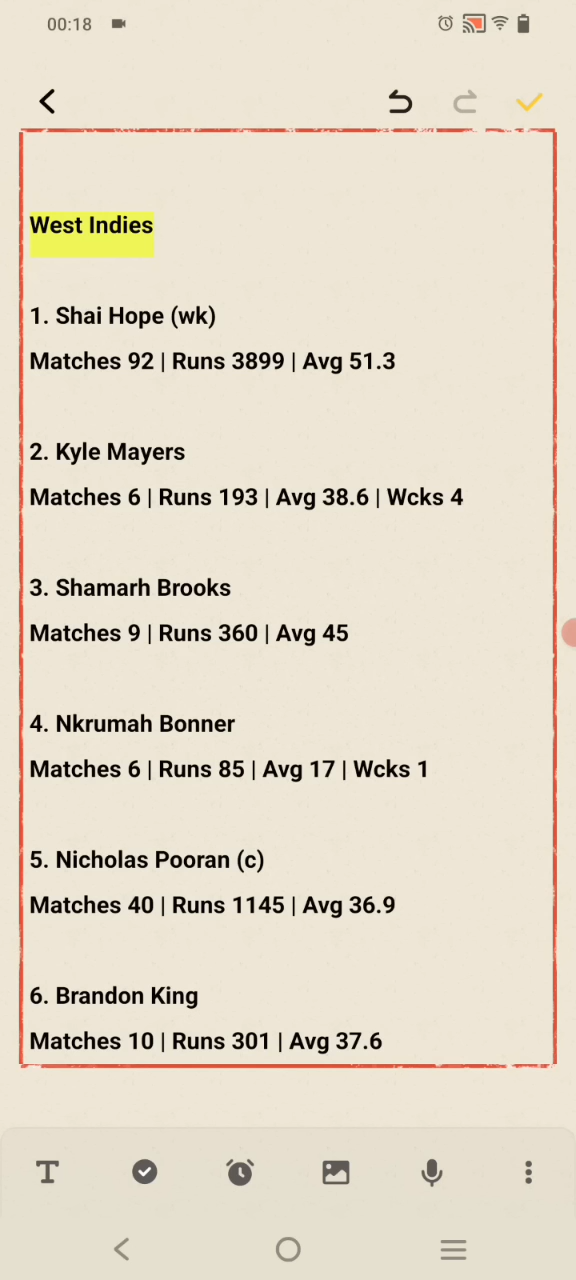 00:18
West Indies
1. Shai Hope (wk)
Matches 92 | Runs 3899 | Avg 51.3
2. Kyle Mayers
Matches 6 | Runs 193 | Avg 38.6 | Wcks 4
3. Shamarh Brooks
Matches 9 | Runs 360 | Avg 45
4. Nkrumah Bonner
Matches 6 | Runs 85 | Avg 17 | Wcks 1
5. Nicholas Pooran (c)
Matches 40 | Runs 1145 | Avg 36.9
6. Brandon King
Matches 10 | Runs 301 | Avg 37.6
T